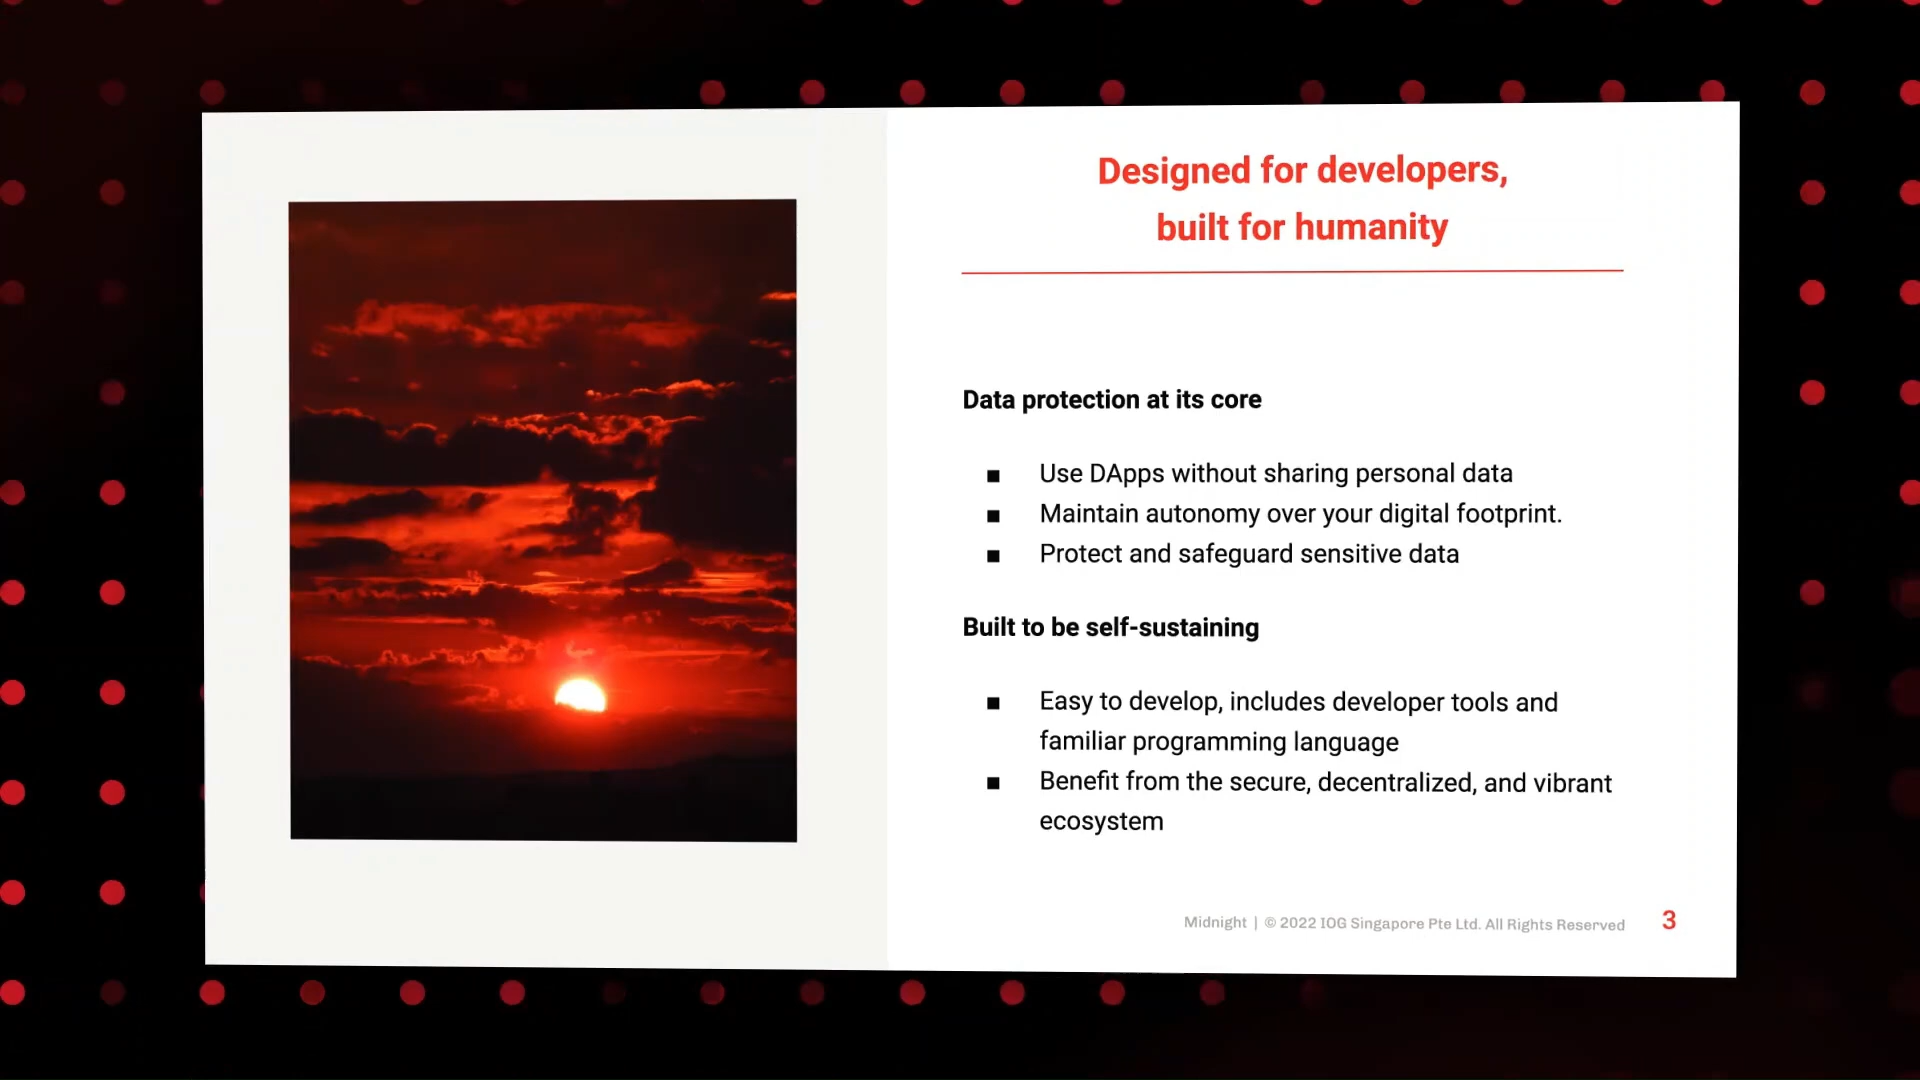 Designed for developers,
built for humanity
Data protection at its core
■ Use DApps without sharing personal data
■ Maintain autonomy over your digital footprint.
■ Protect and safeguard sensitive data
Built to be self-sustaining
■ Easy to develop, includes developer tools and
familiar programming language
■ Benefit from the secure, decentralized, and vibrant
ecosystem
Midnight | © 2022 IOG Singapore Pte Ltd. All Rights Reserved 3